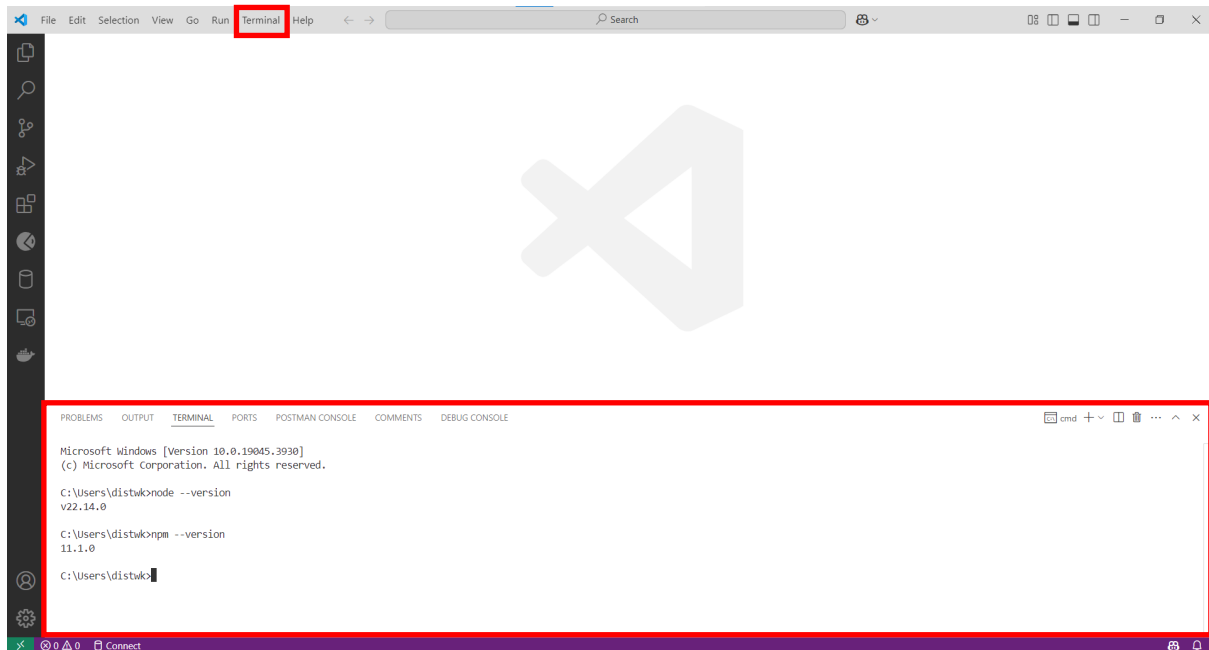 File Edit Selection View Go Run Terminal Help Search
PROBLEMS OUTPUT TERMINAL PORTS POSTMAN CONSOLE COMMENTS DEBUG CONSOLE cmd
Microsoft Windows [Version 10.0.19045.3930]
(c) Microsoft Corporation. All rights reserved.
C:\Users\distwk>node --version
v22.14.0
C:\Users\distwk>npm --version
11.1.0
C:\Users\distwk>
0 0 Connect